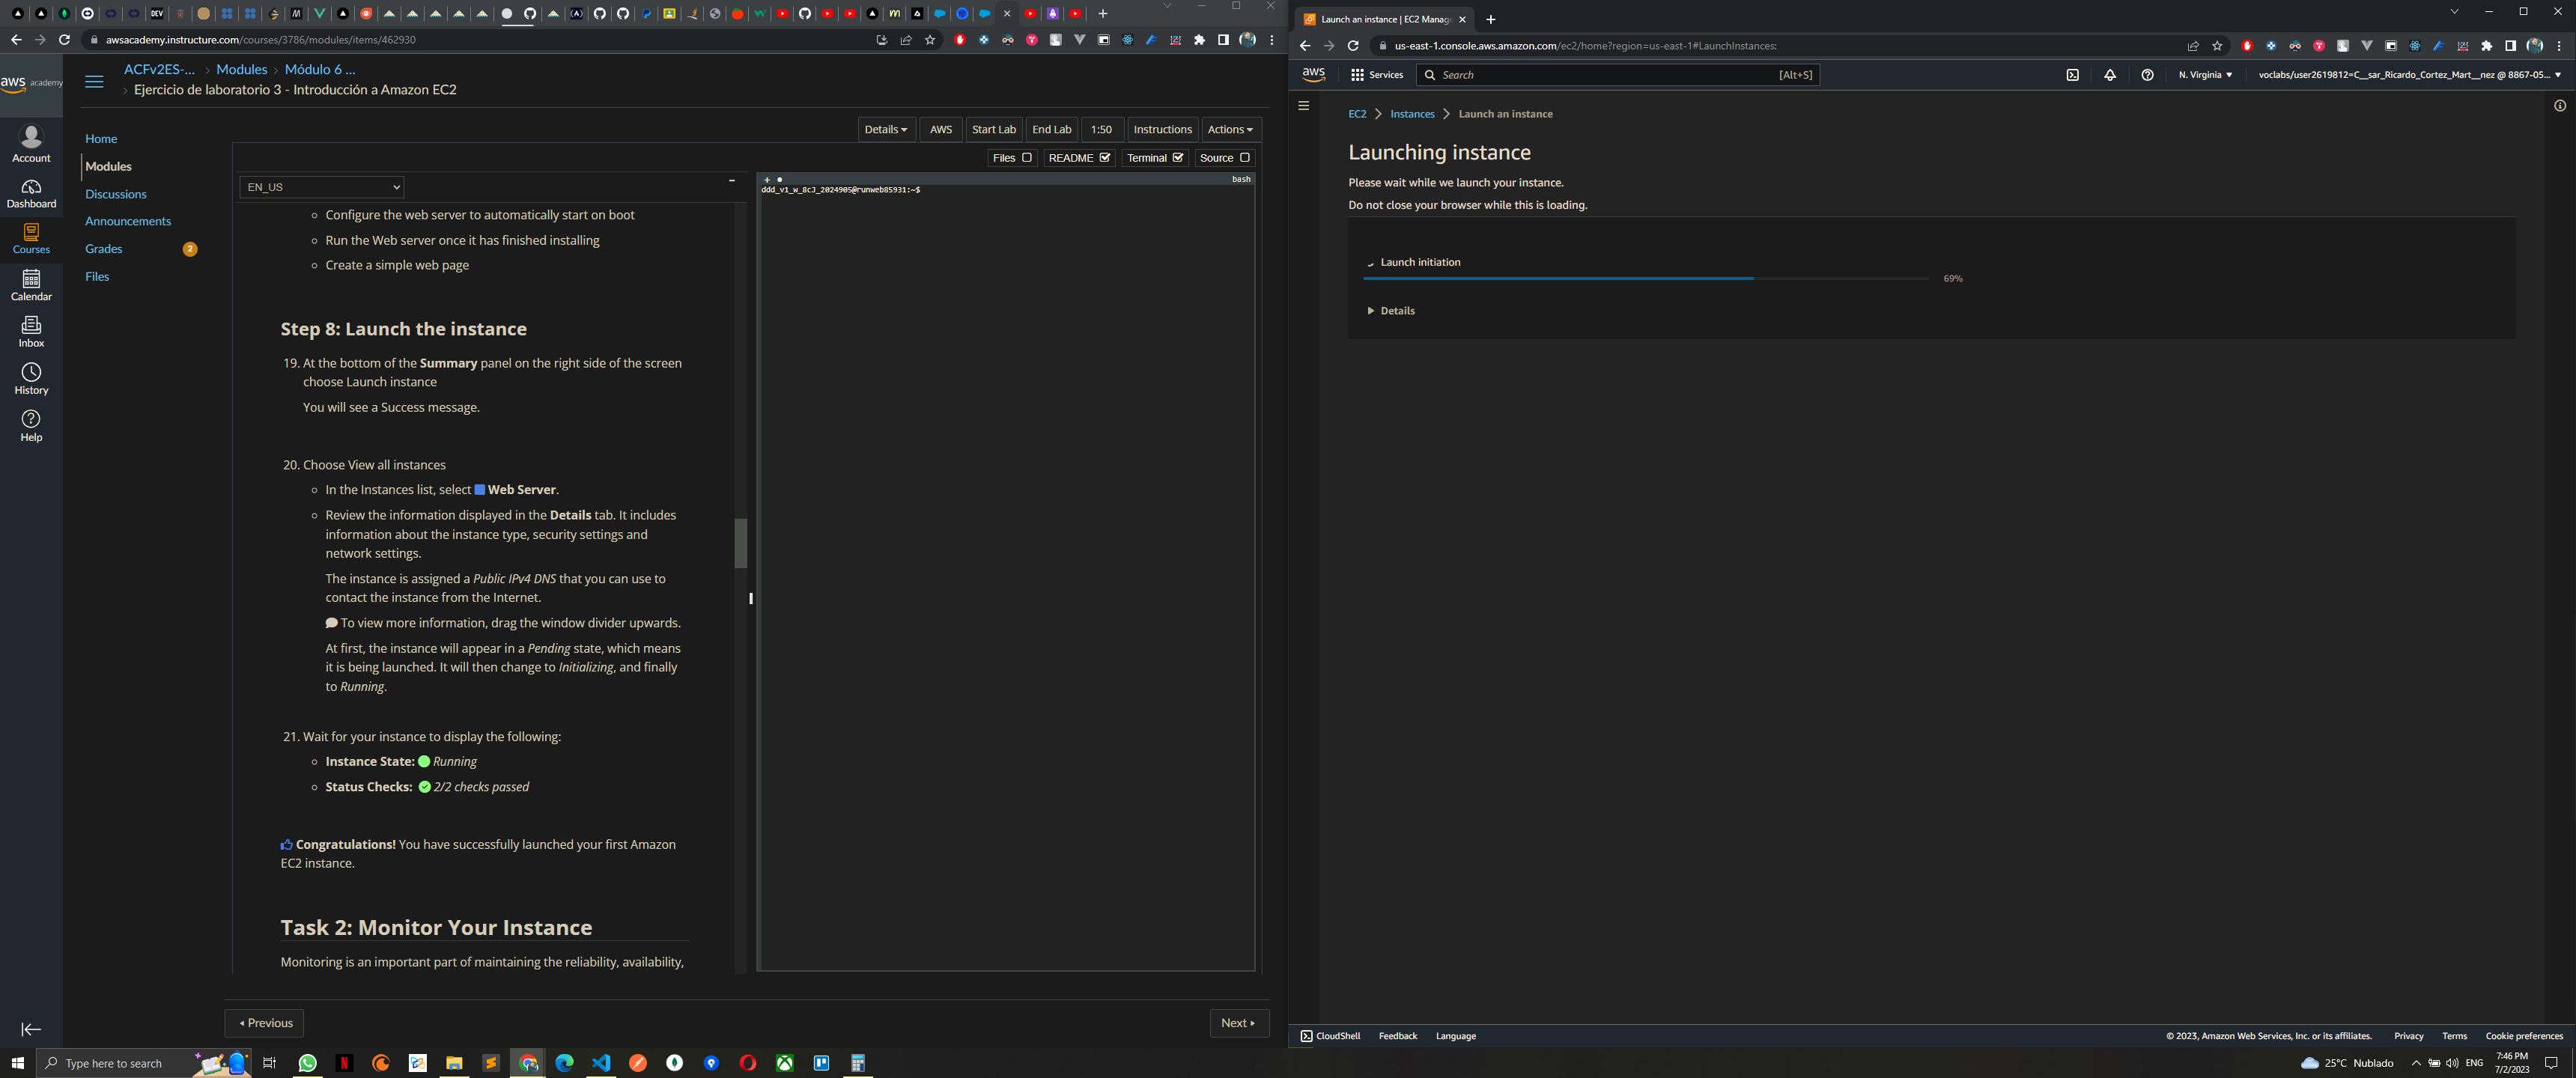 awsacademy.instructure.com/courses/3786/modules/items/462930
aws academy
Account
Dashboard
Courses
Calendar
Inbox
History
Help
ACFv2ES-... › Modules › Módulo 6 ...
› Ejercicio de laboratorio 3 - Introducción a Amazon EC2
Home
Modules
Discussions
Announcements
Grades 2
Files
Details AWS Start Lab End Lab 1:50 Instructions Actions
Files README Terminal Source
EN_US
Configure the web server to automatically start on boot
Run the Web server once it has finished installing
Create a simple web page
Step 8: Launch the instance
19. At the bottom of the Summary panel on the right side of the screen
choose Launch instance
You will see a Success message.
20. Choose View all instances
In the Instances list, select Web Server.
Review the information displayed in the Details tab. It includes
information about the instance type, security settings and
network settings.
The instance is assigned a Public IPv4 DNS that you can use to
contact the instance from the Internet.
To view more information, drag the window divider upwards.
At first, the instance will appear in a Pending state, which means
it is being launched. It will then change to Initializing, and finally
to Running.
21. Wait for your instance to display the following:
Instance State: Running
Status Checks: 2/2 checks passed
Congratulations! You have successfully launched your first Amazon
EC2 instance.
Task 2: Monitor Your Instance
Monitoring is an important part of maintaining the reliability, availability,
bash
ddd_v1_w_8cJ_2024905@runweb85931:~$
Previous
Next
Launch an instance | EC2 Manag
us-east-1.console.aws.amazon.com/ec2/home?region=us-east-1#LaunchInstances:
aws Services Search [Alt+S] N. Virginia voclabs/user2619812=C__sar_Ricardo_Cortez_Mart__nez @ 8867-05...
EC2 > Instances > Launch an instance
Launching instance
Please wait while we launch your instance.
Do not close your browser while this is loading.
Launch initiation
69%
Details
CloudShell Feedback Language © 2023, Amazon Web Services, Inc. or its affiliates. Privacy Terms Cookie preferences
Type here to search
25°C Nublado ENG
7:46 PM
7/2/2023